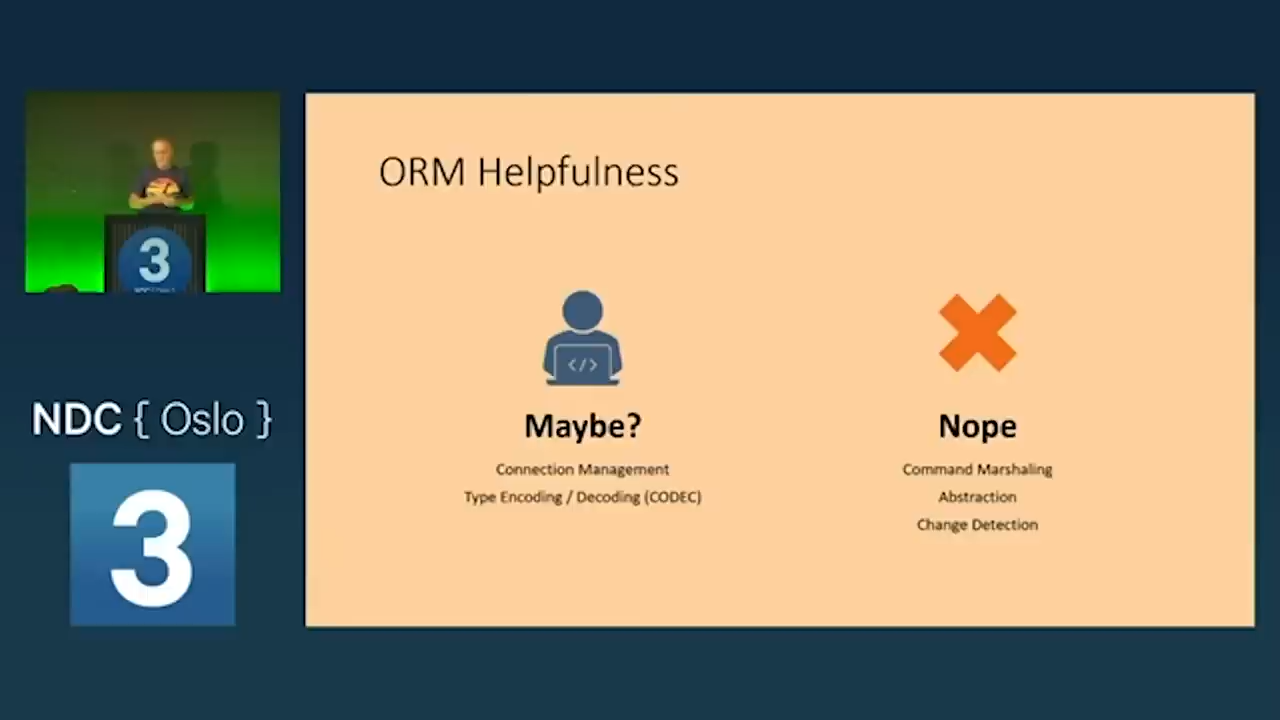 ORM Helpfulness
</>
Maybe?
Connection Management
Type Encoding / Decoding (CODEC)
Nope
Command Marshaling
Abstraction
Change Detection
3
NDC { Oslo }
3